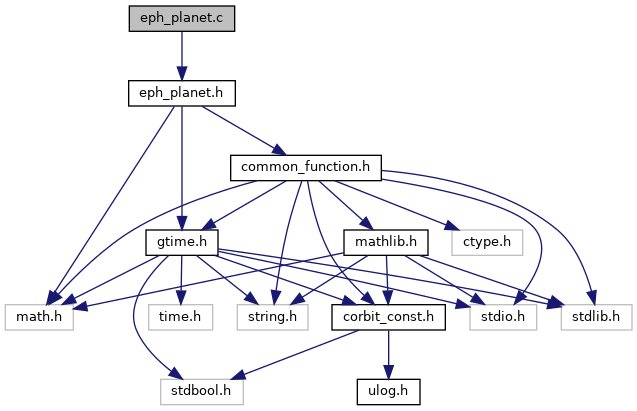 eph_planet.c
eph_planet.h
common_function.h
gtime.h
mathlib.h
ctype.h
math.h
time.h
string.h
corbit_const.h
stdio.h
stdlib.h
stdbool.h
ulog.h